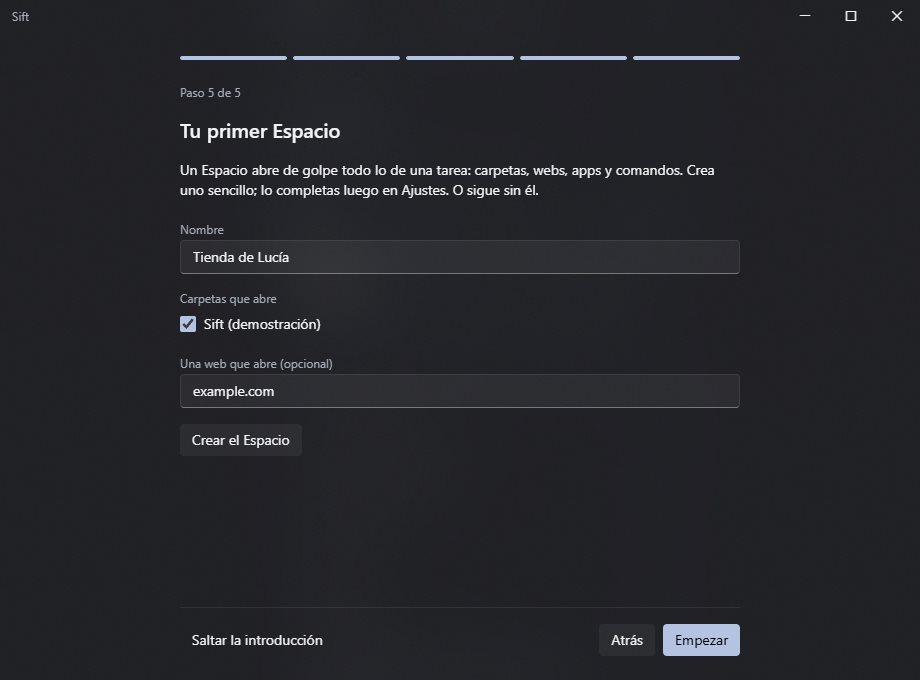 Sift
Paso 5 de 5
Tu primer Espacio
Un Espacio abre de golpe todo lo de una tarea: carpetas, webs, apps y comandos. Crea
uno sencillo; lo completas luego en Ajustes. O sigue sin él.
Nombre
Tienda de Lucía
Carpetas que abre
Sift (demostración)
Una web que abre (opcional)
example.com
Crear el Espacio
Saltar la introducción
Atrás
Empezar